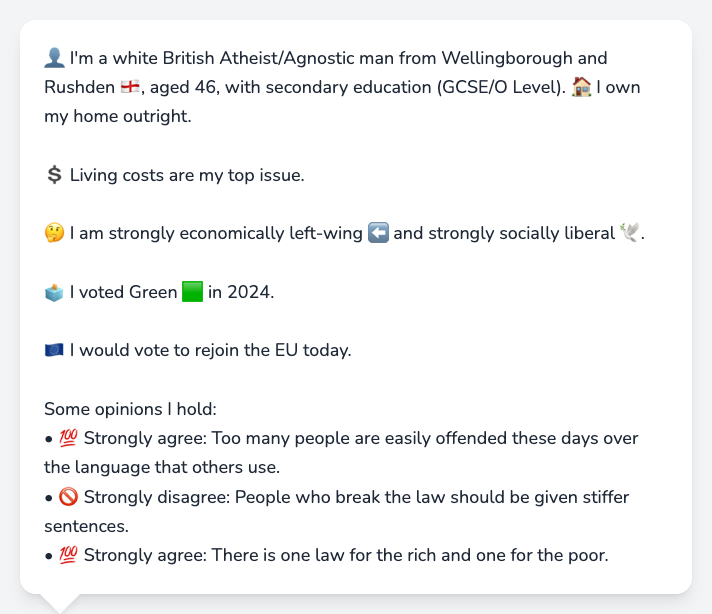 👤 I'm a white British Atheist/Agnostic man from Wellingborough and
Rushden 🏴󠁧󠁢󠁥󠁮󠁧󠁿, aged 46, with secondary education (GCSE/O Level). 🏠 I own
my home outright.
💲 Living costs are my top issue.
🤔 I am strongly economically left-wing ⬅️ and strongly socially liberal 🕊️.
🗳️ I voted Green 🟩 in 2024.
🇪🇺 I would vote to rejoin the EU today.
Some opinions I hold:
• 💯 Strongly agree: Too many people are easily offended these days over
the language that others use.
• 🚫 Strongly disagree: People who break the law should be given stiffer
sentences.
• 💯 Strongly agree: There is one law for the rich and one for the poor.